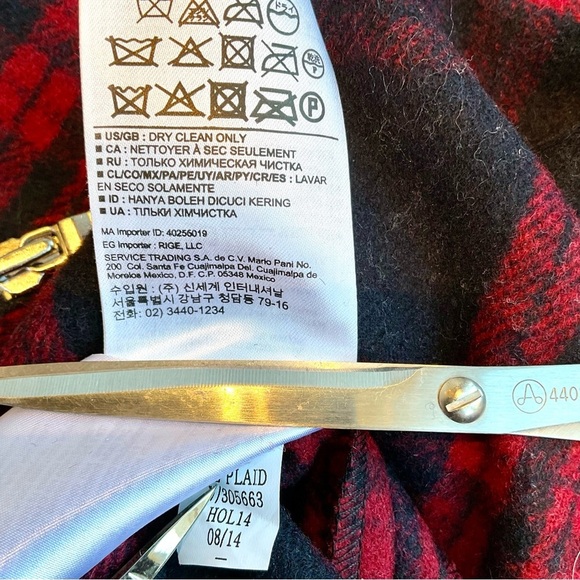 ドライ
P
■ US/GB : DRY CLEAN ONLY
■ CA : NETTOYER À SEC SEULEMENT
■ RU : ТОЛЬКО ХИМИЧЕСКАЯ ЧИСТКА
■ CL/CO/MX/PA/PE/UY/AR/PY/CR/ES : LAVAR
EN SECO SOLAMENTE
■ ID : HANYA BOLEH DICUCI KERING
■ UA : ТІЛЬКИ ХІМЧИСТКА
MA Importer ID: 40256019
EG Importer : RIGE, LLC
SERVICE TRADING S.A. de C.V. Mario Pani No.
200 Col. Santa Fe Cuajimalpa Del. Cuajimalpa de
Morelos Mexico, D.F. C.P. 05348 Mexico
수입원 : (주) 신세계 인터내셔날
서울특별시 강남구 청담동 79-16
전화: 02) 3440-1234
440
PLAID
/305663
HOL14
08/14